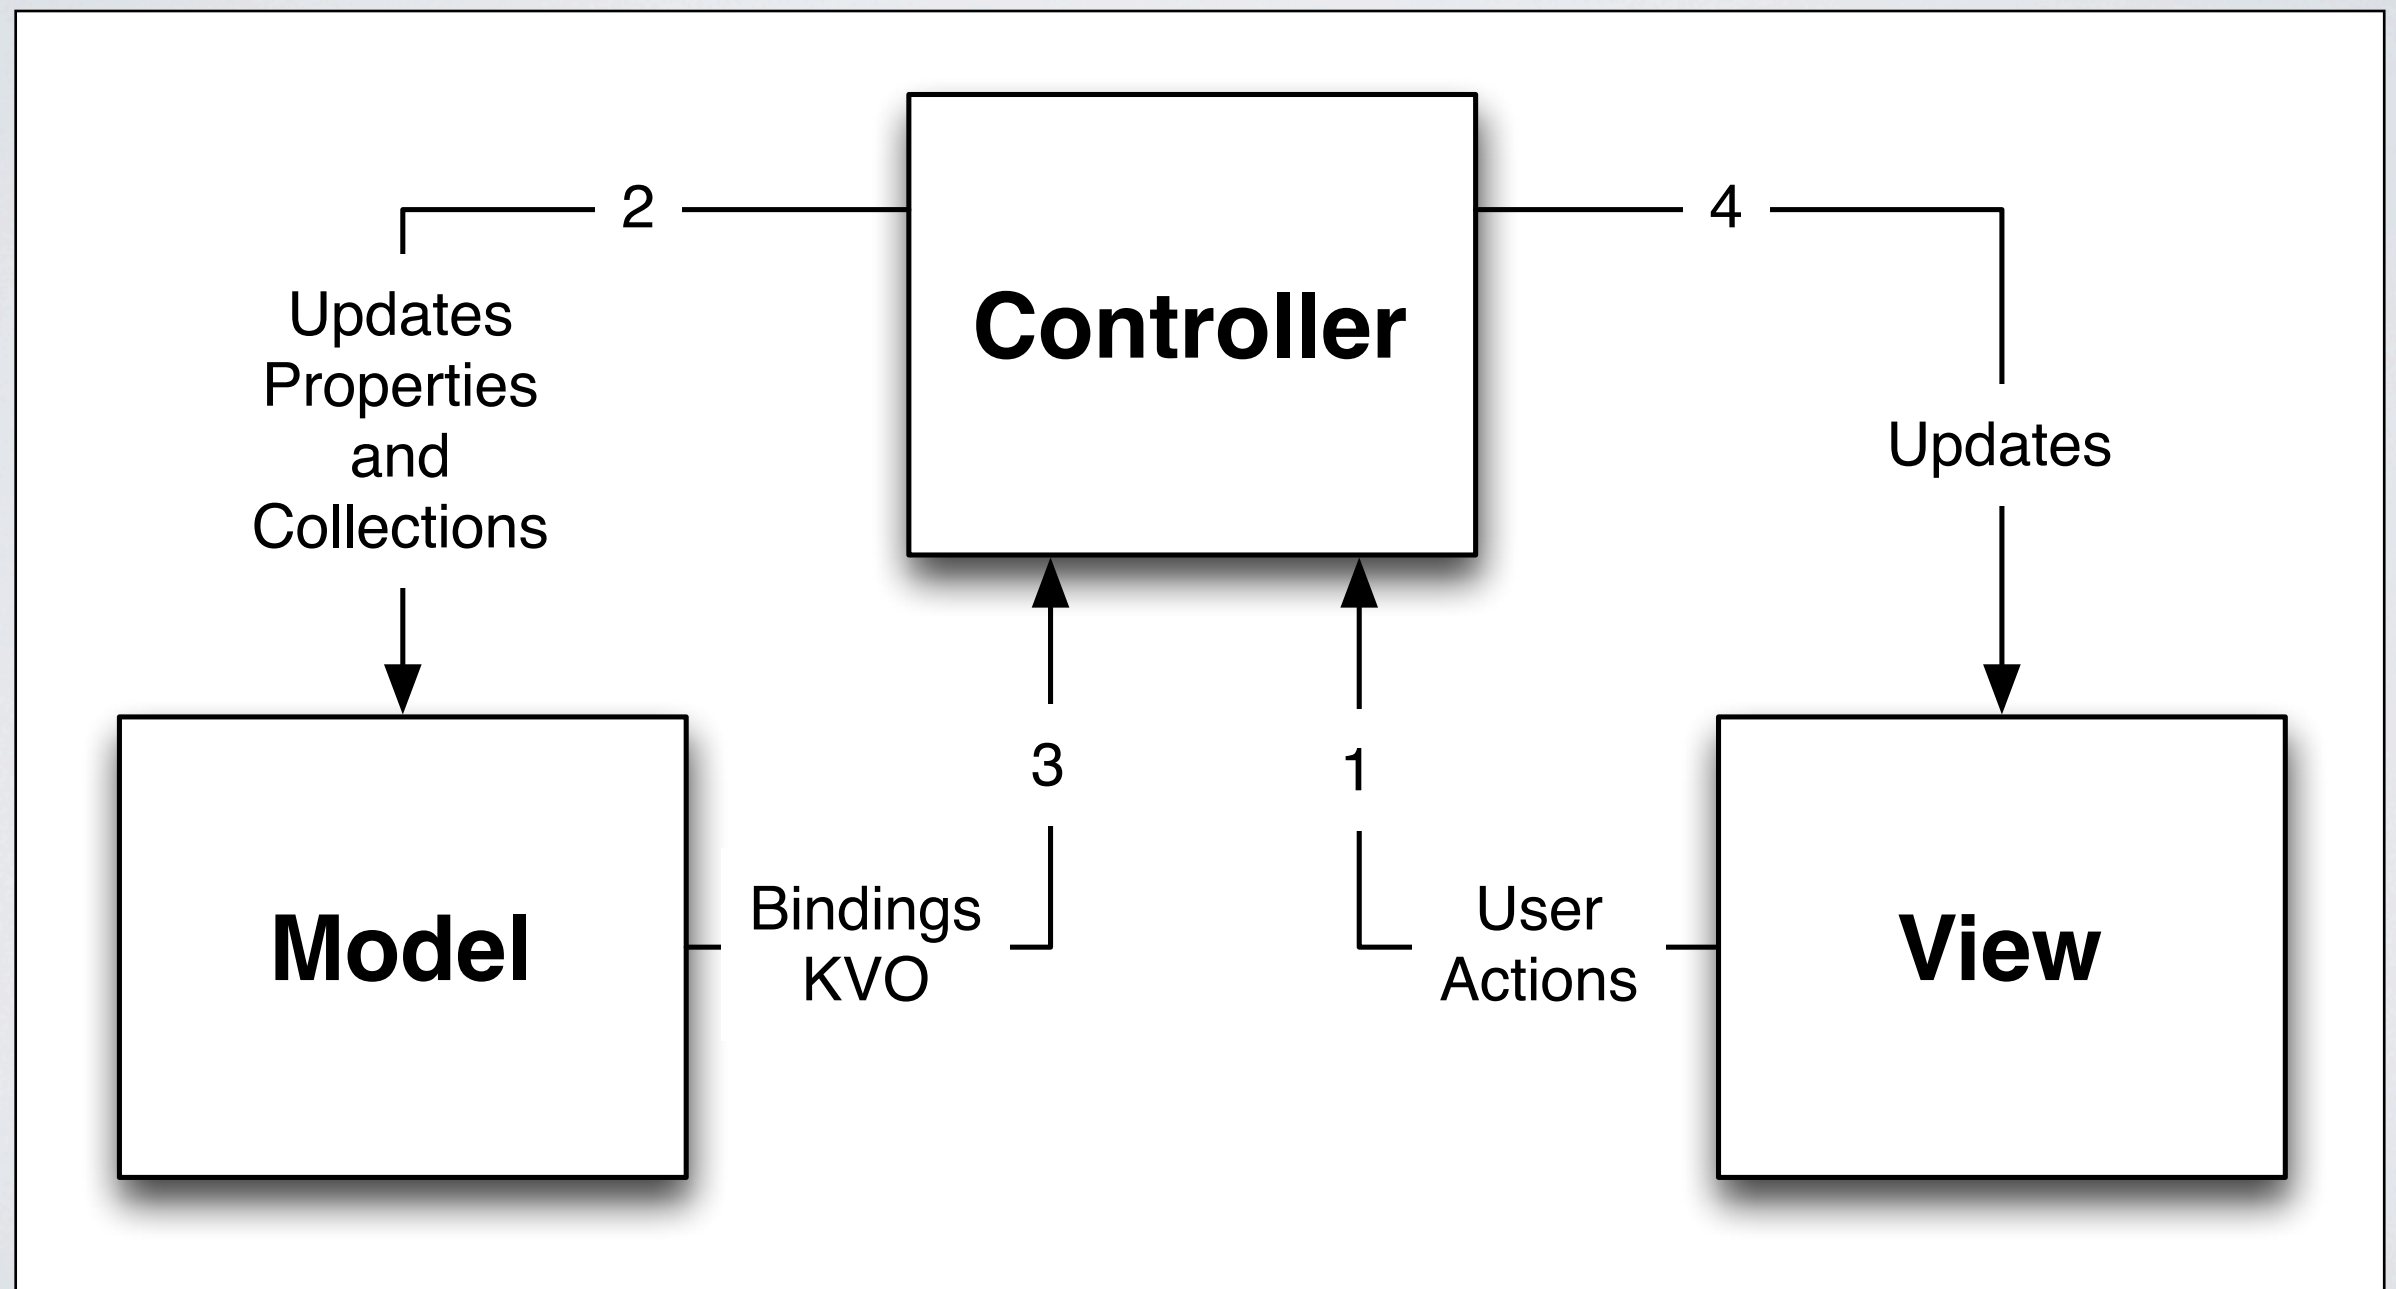 2
4
Controller
Updates
Properties
and
Collections
Updates
3
1
Bindings
KVO
User
Actions
Model
View